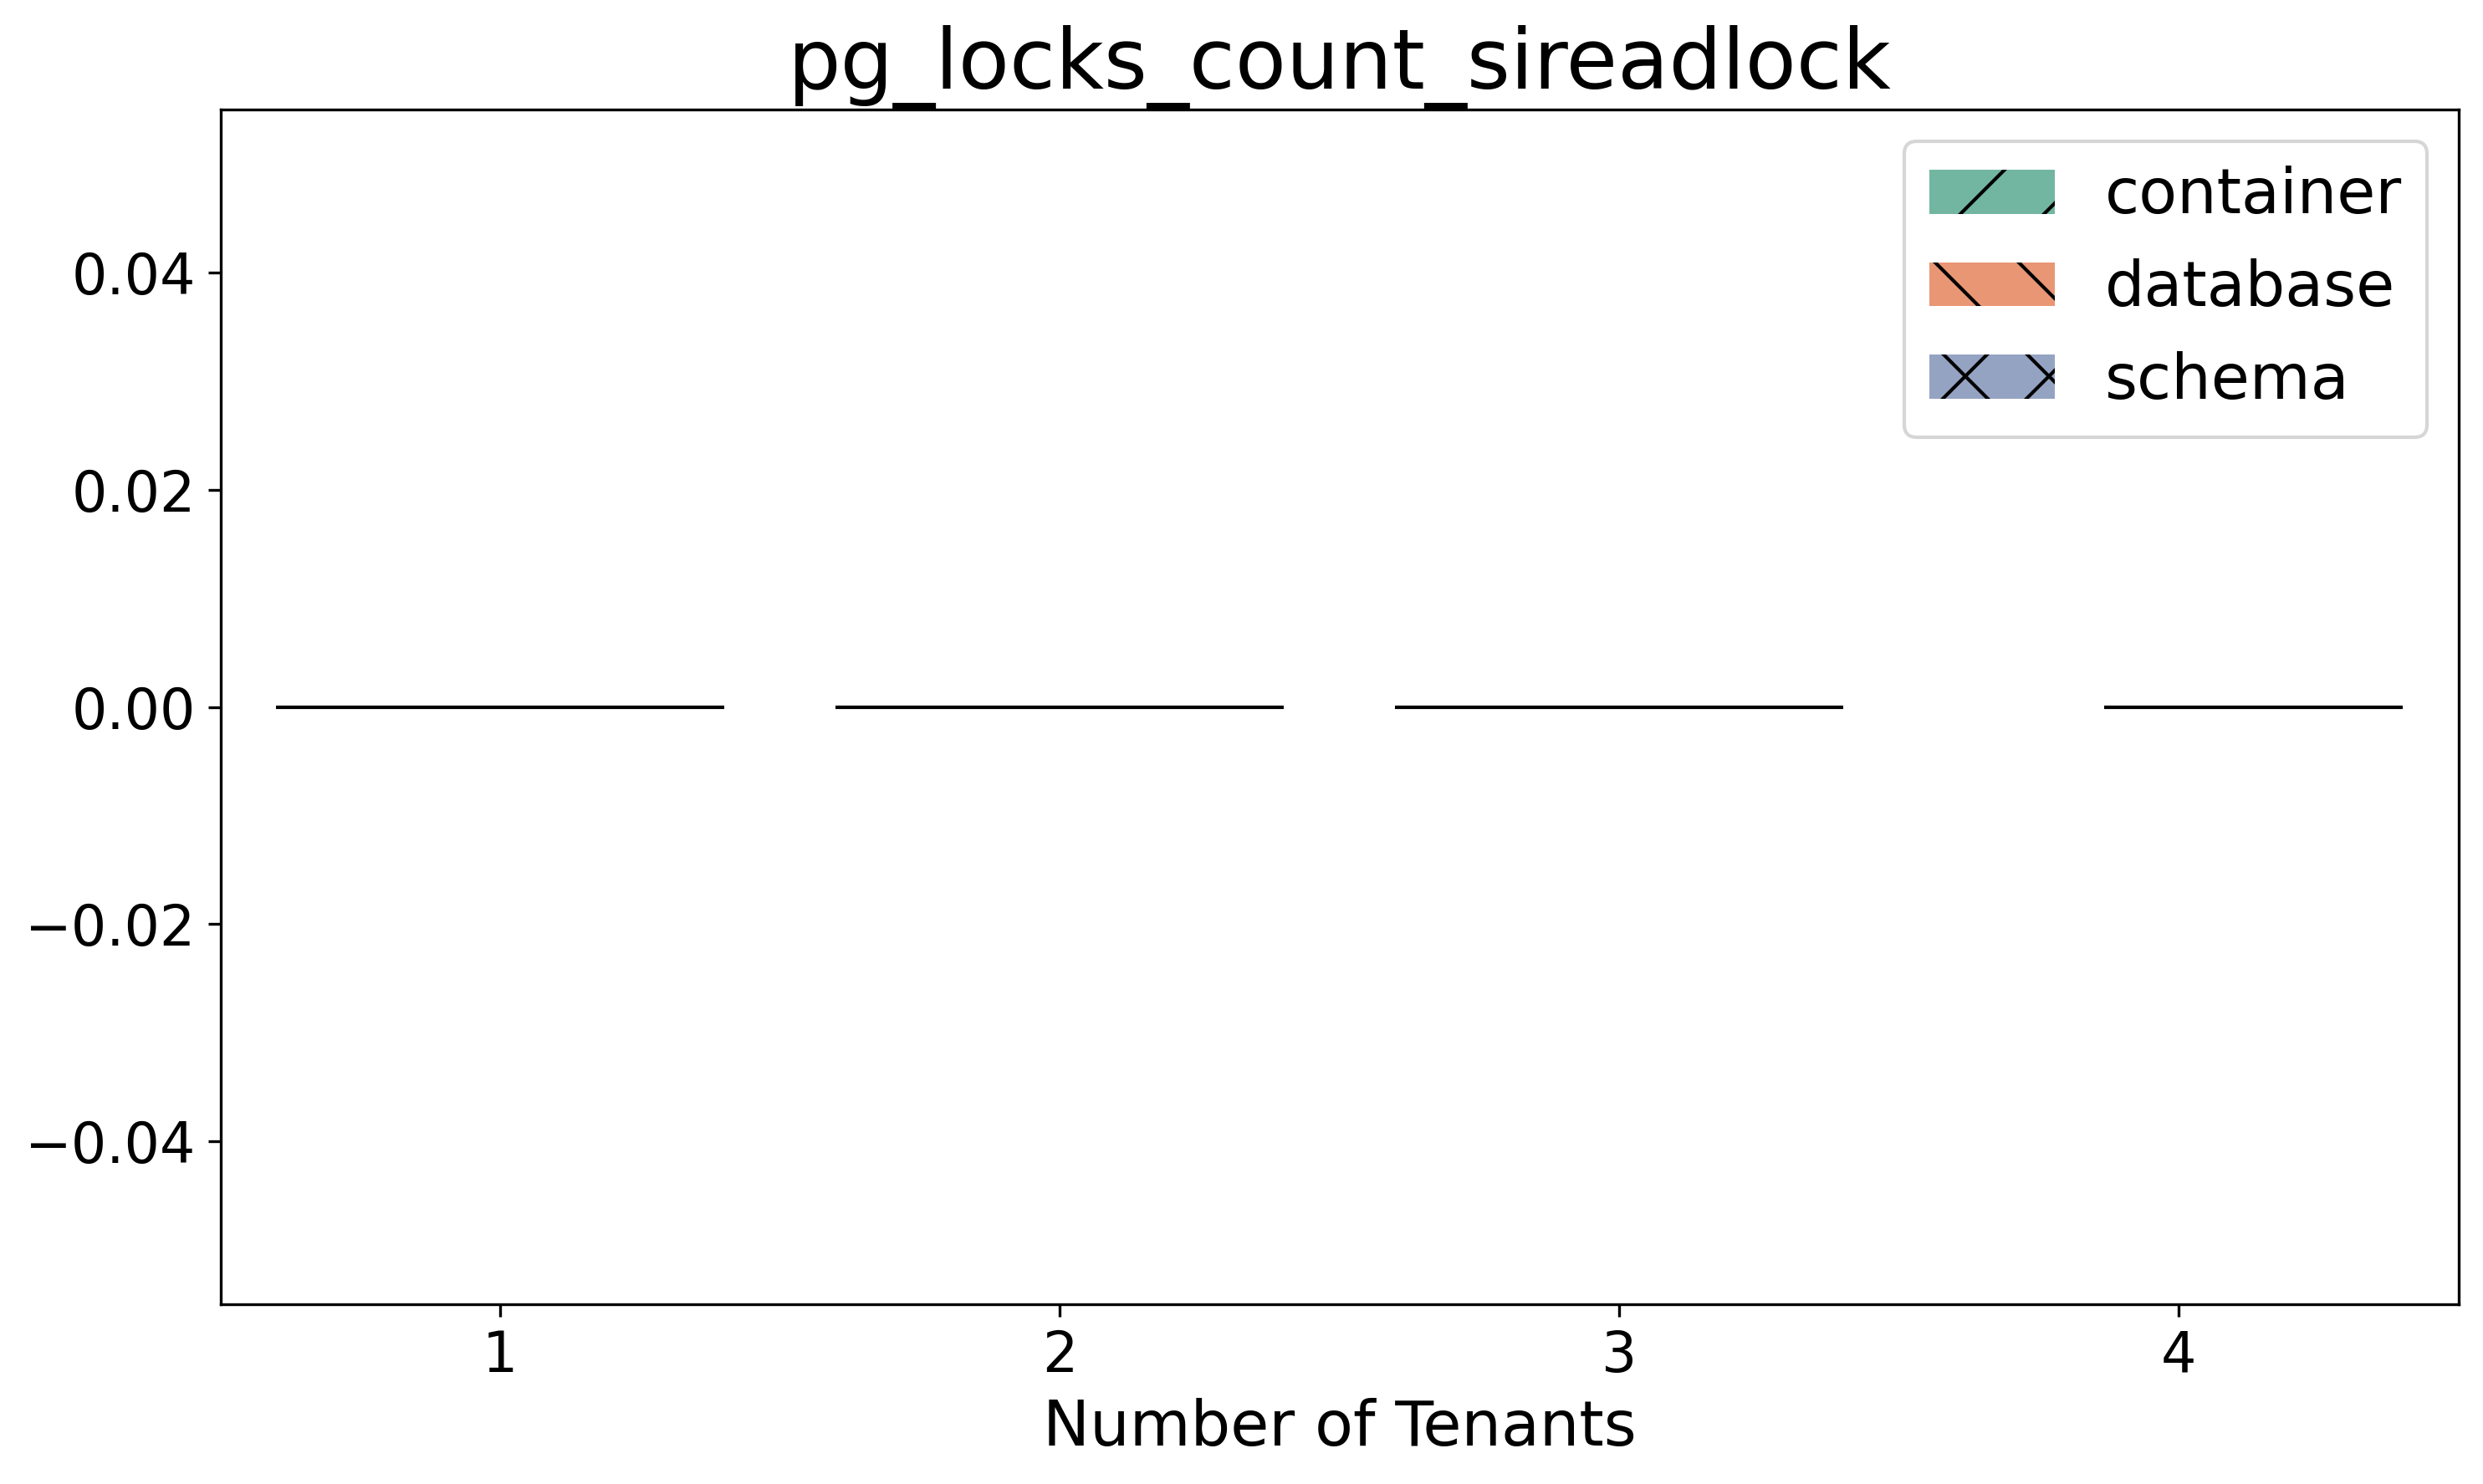 pg_locks_count_sireadlock
container
database
schema
0.04
0.02
0.00
−0.02
−0.04
1 2 3 4
Number of Tenants